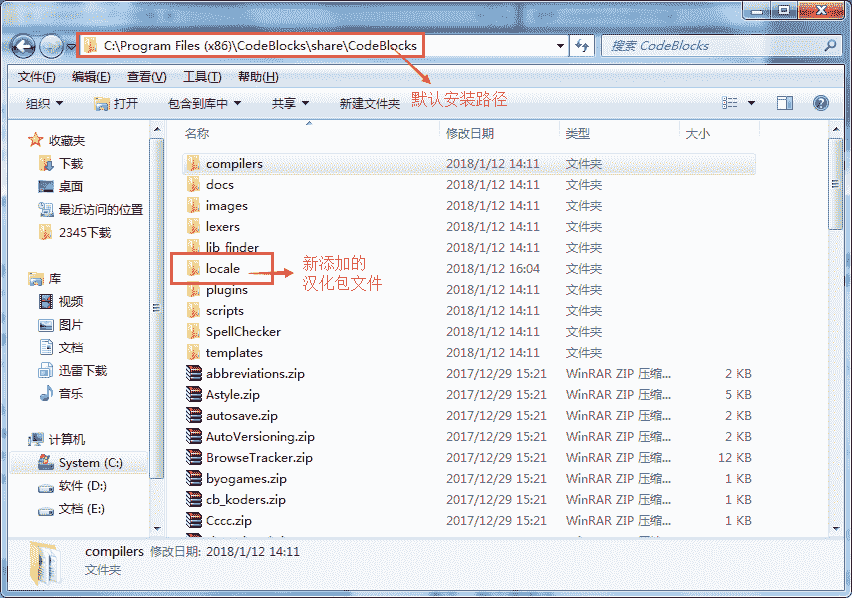 C:\Program Files (x86)\CodeBlocks\share\CodeBlocks
搜索 CodeBlocks
文件(F) 编辑(E) 查看(V) 工具(T) 帮助(H)
组织 打开 包含到库中 共享 新建文件夹
默认安装路径
名称 修改日期 类型 大小
收藏夹
下载
桌面
最近访问的位置
2345下载
库
视频
图片
文档
迅雷下载
音乐
计算机
System (C:)
软件 (D:)
文档 (E:)
compilers 2018/1/12 14:11 文件夹
docs 2018/1/12 14:11 文件夹
images 2018/1/12 14:11 文件夹
lexers 2018/1/12 14:11 文件夹
lib_finder 2018/1/12 14:11 文件夹
locale 2018/1/12 16:04 文件夹
新添加的
汉化包文件
plugins 2018/1/12 14:11 文件夹
scripts 2018/1/12 14:11 文件夹
SpellChecker 2018/1/12 14:11 文件夹
templates 2018/1/12 14:11 文件夹
abbreviations.zip 2017/12/29 15:21 WinRAR ZIP 压缩... 2 KB
Astyle.zip 2017/12/29 15:21 WinRAR ZIP 压缩... 5 KB
autosave.zip 2017/12/29 15:21 WinRAR ZIP 压缩... 2 KB
AutoVersioning.zip 2017/12/29 15:21 WinRAR ZIP 压缩... 2 KB
BrowseTracker.zip 2017/12/29 15:21 WinRAR ZIP 压缩... 12 KB
byogames.zip 2017/12/29 15:21 WinRAR ZIP 压缩... 1 KB
cb_koders.zip 2017/12/29 15:21 WinRAR ZIP 压缩... 1 KB
Cccc.zip 2017/12/29 15:21 WinRAR ZIP 压缩... 1 KB
compilers 修改日期: 2018/1/12 14:11
文件夹